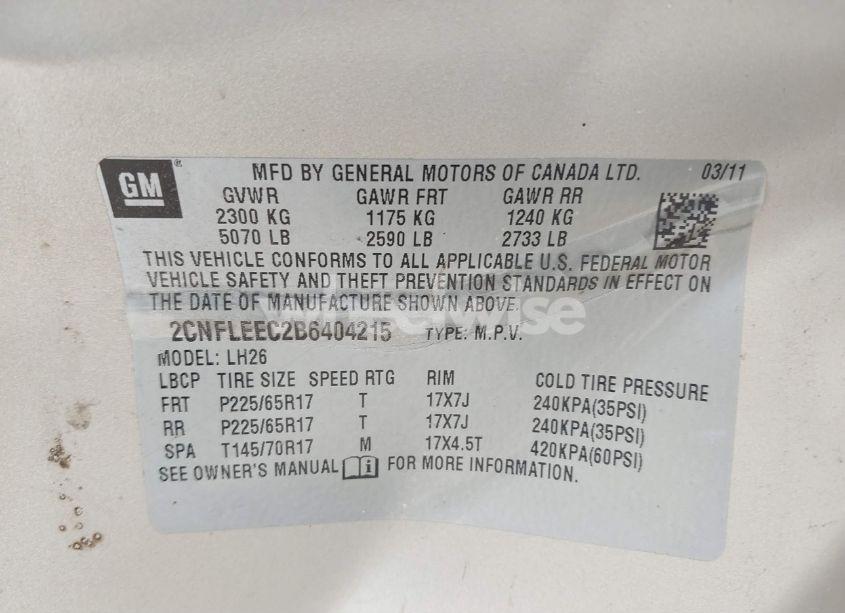 GM ® MFD BY GENERAL MOTORS OF CANADA LTD. 03/11
GVWR GAWR FRT GAWR RR
2300 KG 1175 KG 1240 KG
5070 LB 2590 LB 2733 LB
THIS VEHICLE CONFORMS TO ALL APPLICABLE U.S. FEDERAL MOTOR
VEHICLE SAFETY AND THEFT PREVENTION STANDARDS IN EFFECT ON
THE DATE OF MANUFACTURE SHOWN ABOVE.
2CNFLEEC2B6404215 TYPE: M.P.V.
MODEL: LH26
LBCP TIRE SIZE SPEED RTG RIM COLD TIRE PRESSURE
FRT P225/65R17 T 17X7J 240KPA(35PSI)
RR P225/65R17 T 17X7J 240KPA(35PSI)
SPA T145/70R17 M 17X4.5T 420KPA(60PSI)
SEE OWNER'S MANUAL i FOR MORE INFORMATION.